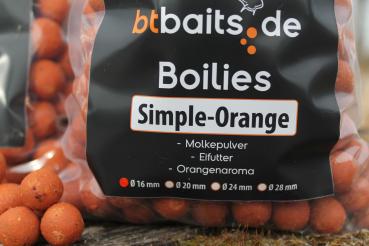 btbaits.de
Boilies
Simple-Orange
- Molkepulver
- Eifutter
- Orangenaroma
Ø 16 mm Ø 20 mm Ø 24 mm Ø 28 mm